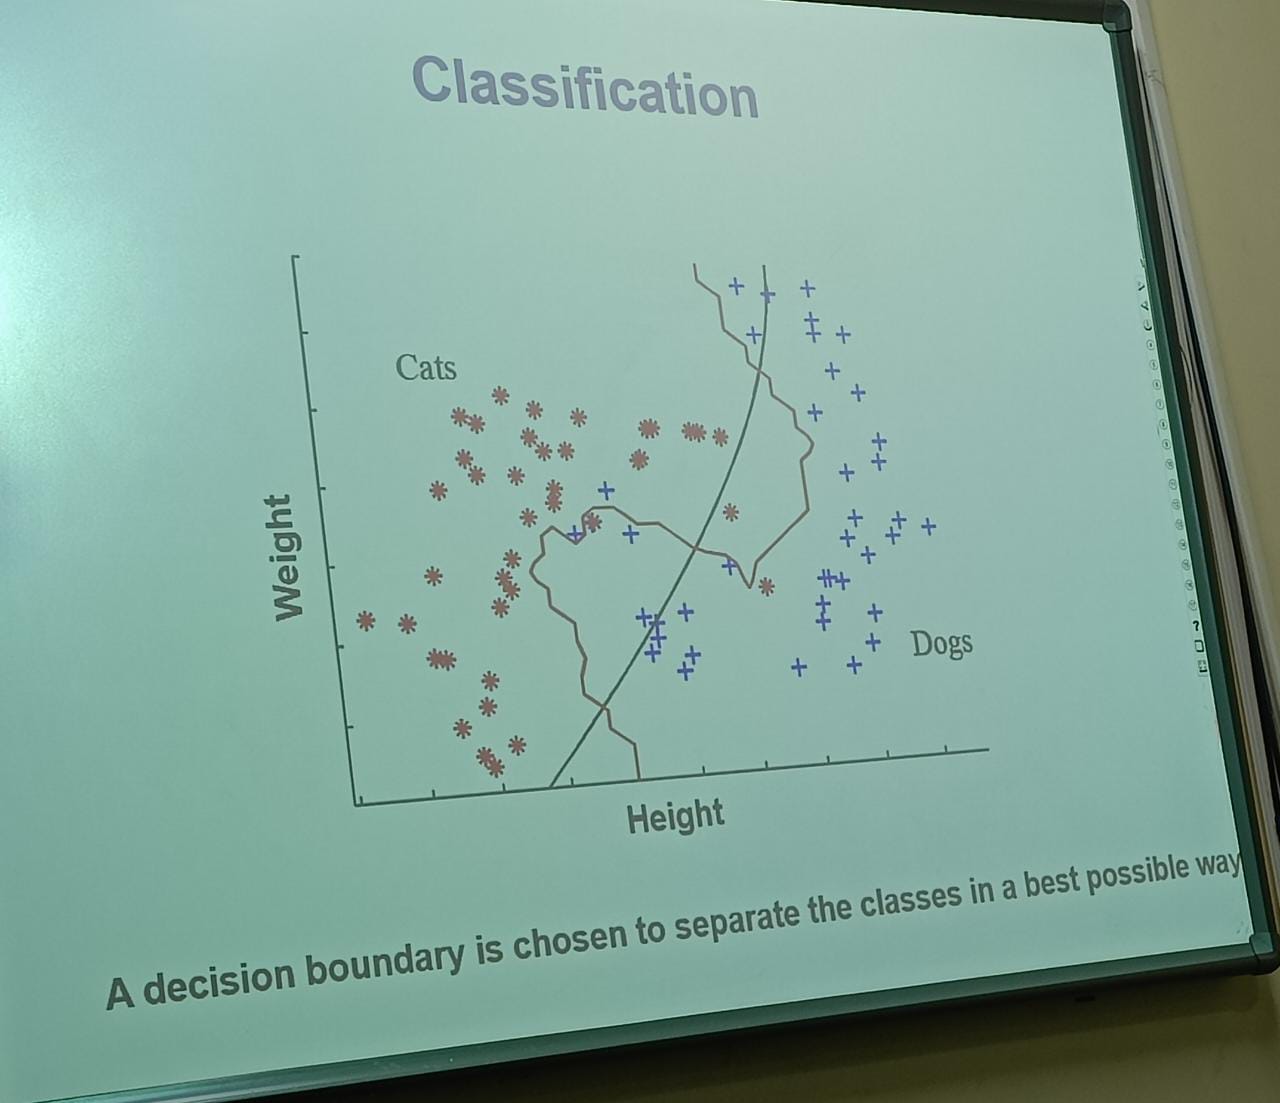 Classification
Cats
Weight
Dogs
Height
A decision boundary is chosen to separate the classes in a best possible way